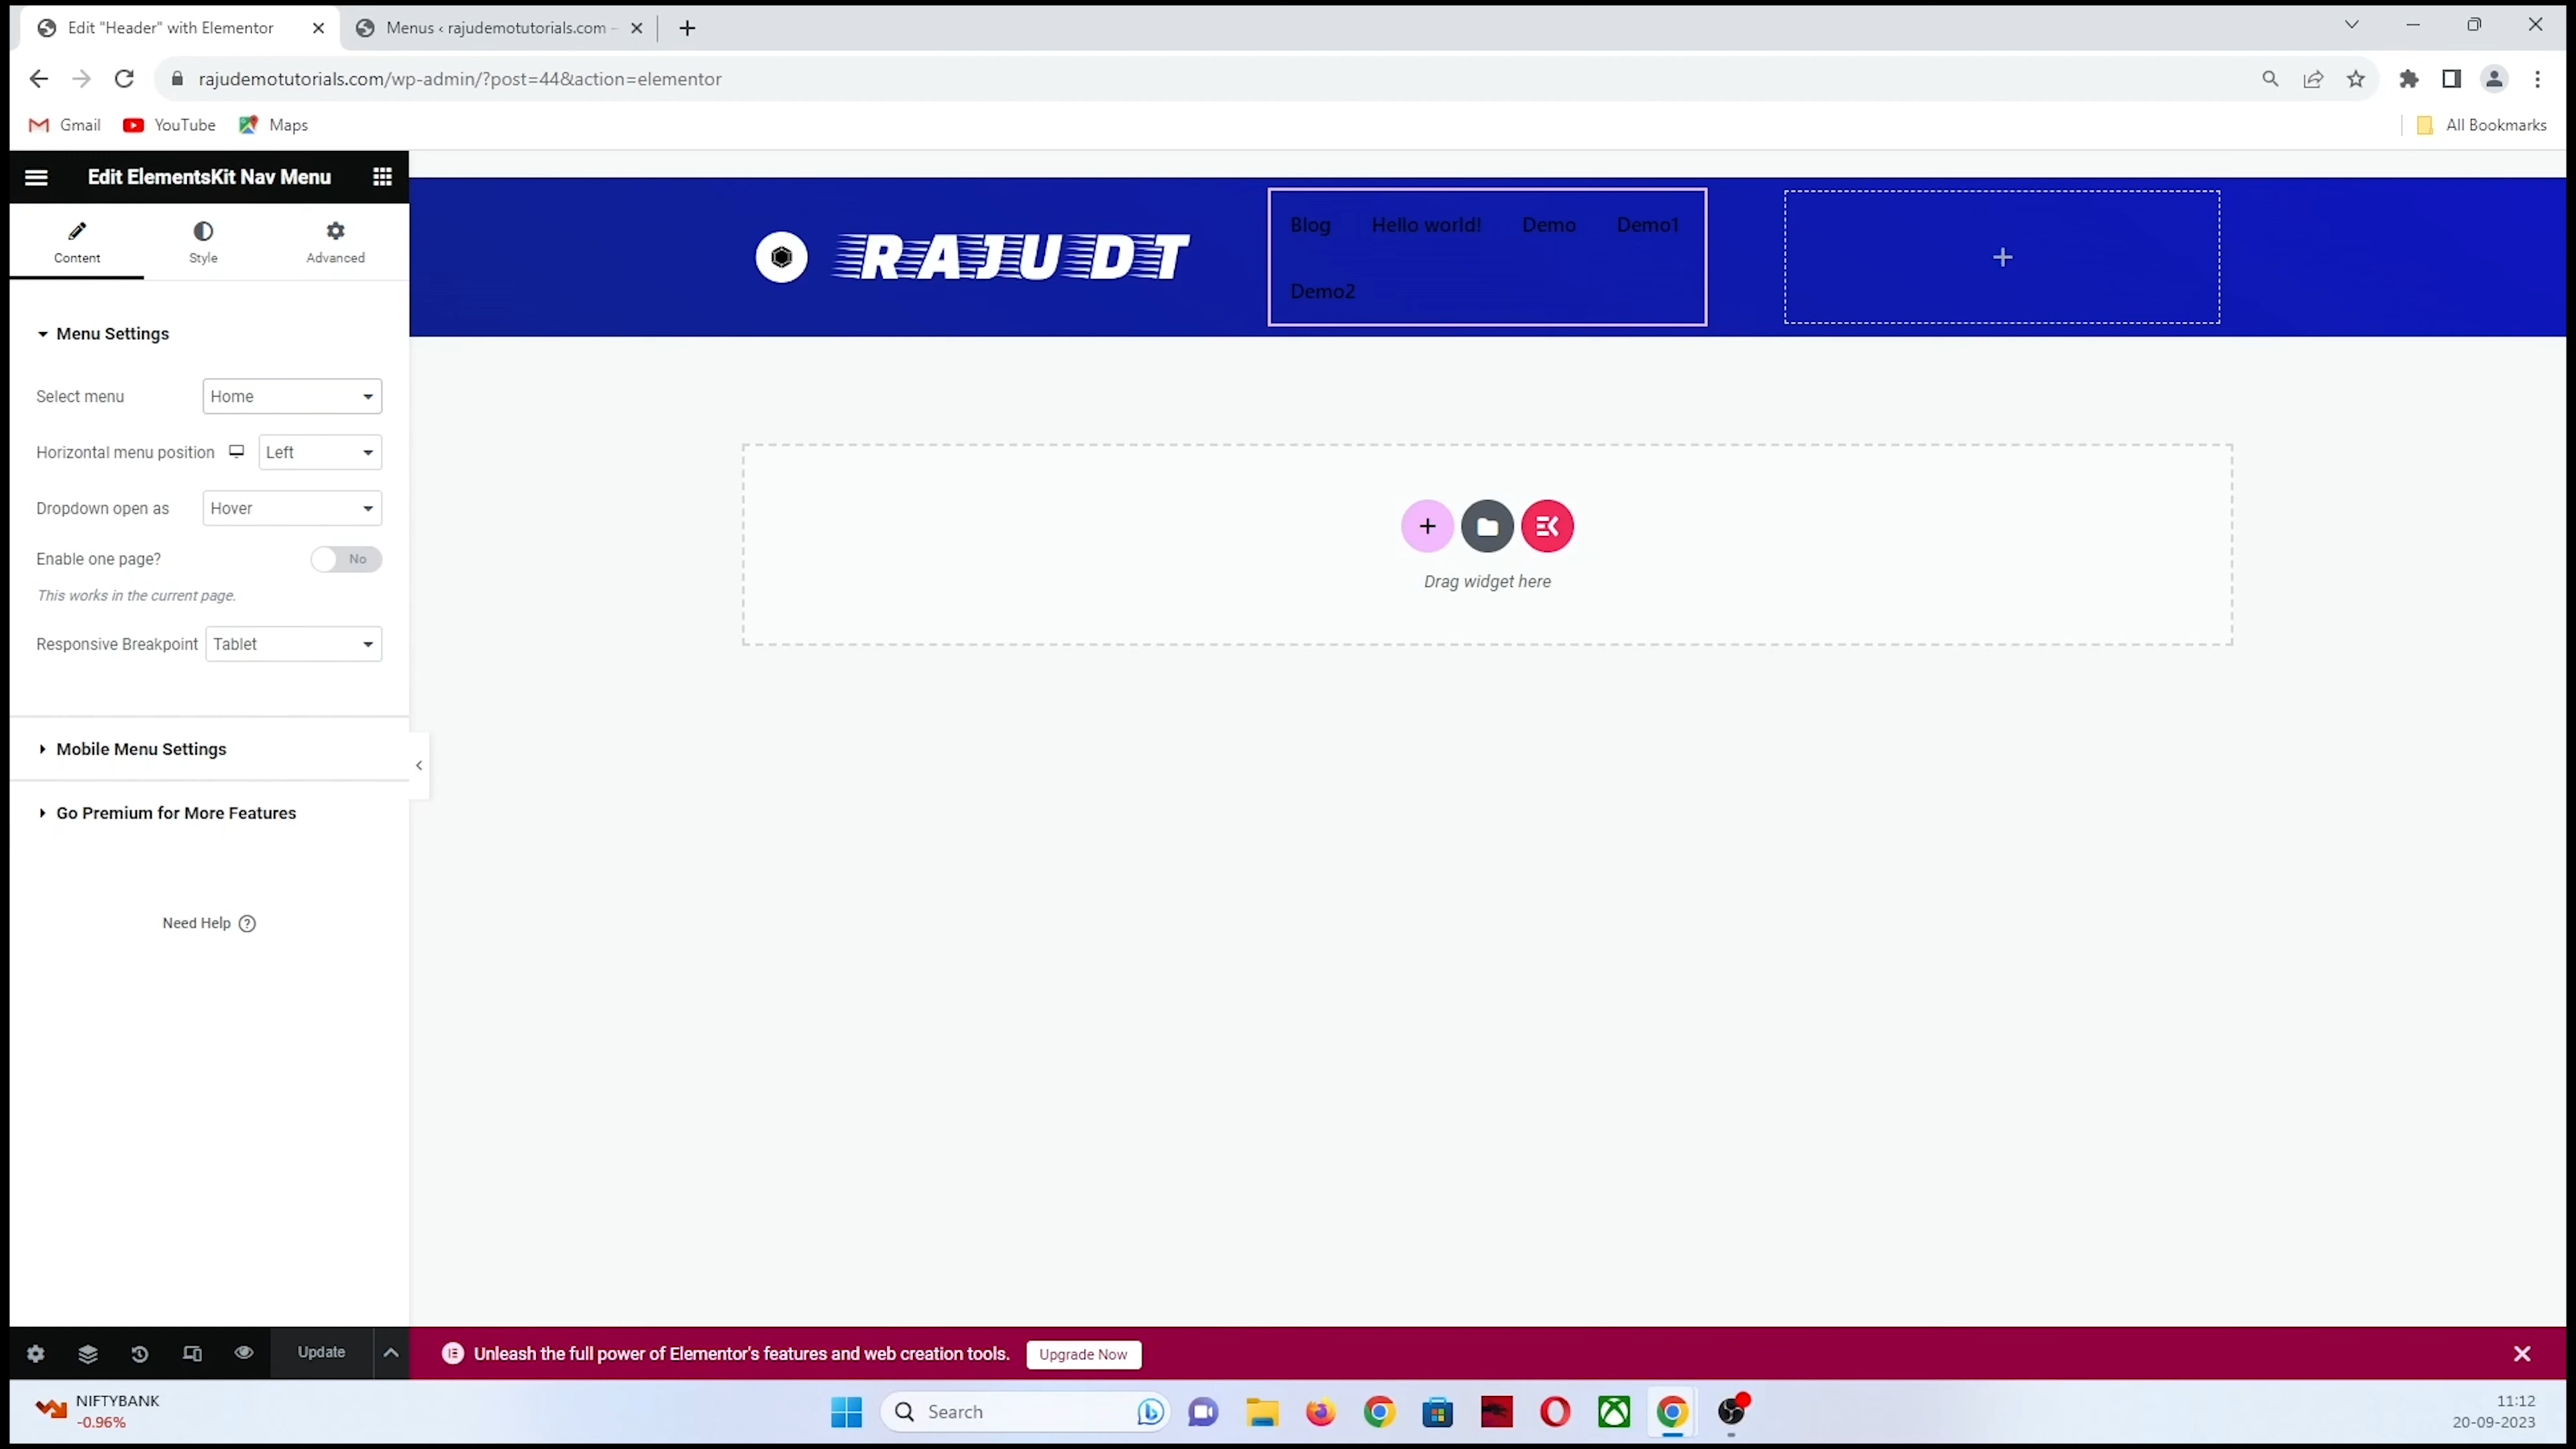 Edit "Header" with Elementor
Menus ‹ rajudemotutorials.com –
rajudemotutorials.com/wp-admin/?post=44&action=elementor
Gmail
YouTube
Maps
All Bookmarks
Edit ElementsKit Nav Menu
Content
Style
Advanced
Menu Settings
Select menu
Home
Horizontal menu position
Left
Dropdown open as
Hover
Enable one page?
No
This works in the current page.
Responsive Breakpoint
Tablet
Mobile Menu Settings
Go Premium for More Features
Need Help
RAJU DT
Blog
Hello world!
Demo
Demo1
Demo2
Drag widget here
Update
Unleash the full power of Elementor's features and web creation tools.
Upgrade Now
NIFTYBANK
-0.96%
Search
11:12
20-09-2023